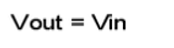 Vout = Vin